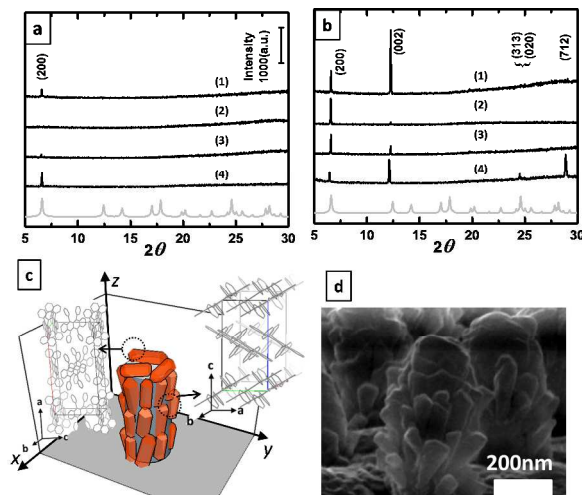 a
Intensity
1000(a.u.)
(200)
(1)
(2)
(3)
(4)
5 10 15 20 25 30
2θ
b
(200)
(002)
(313)
(020)
(712)
(1)
(2)
(3)
(4)
5 10 15 20 25 30
2θ
c
z
a
b
c
x
c
b
a
y
d
200nm